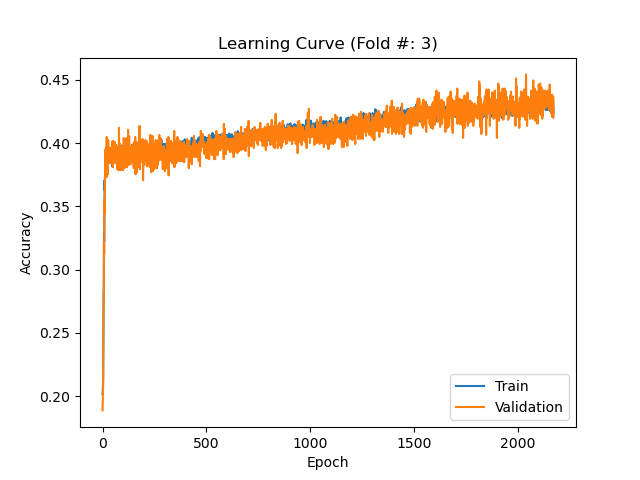 Learning Curve (Fold #: 3)
0.45
0.40
0.35
0.30
0.25
0.20
Accuracy
0 500 1000 1500 2000
Epoch
Train
Validation